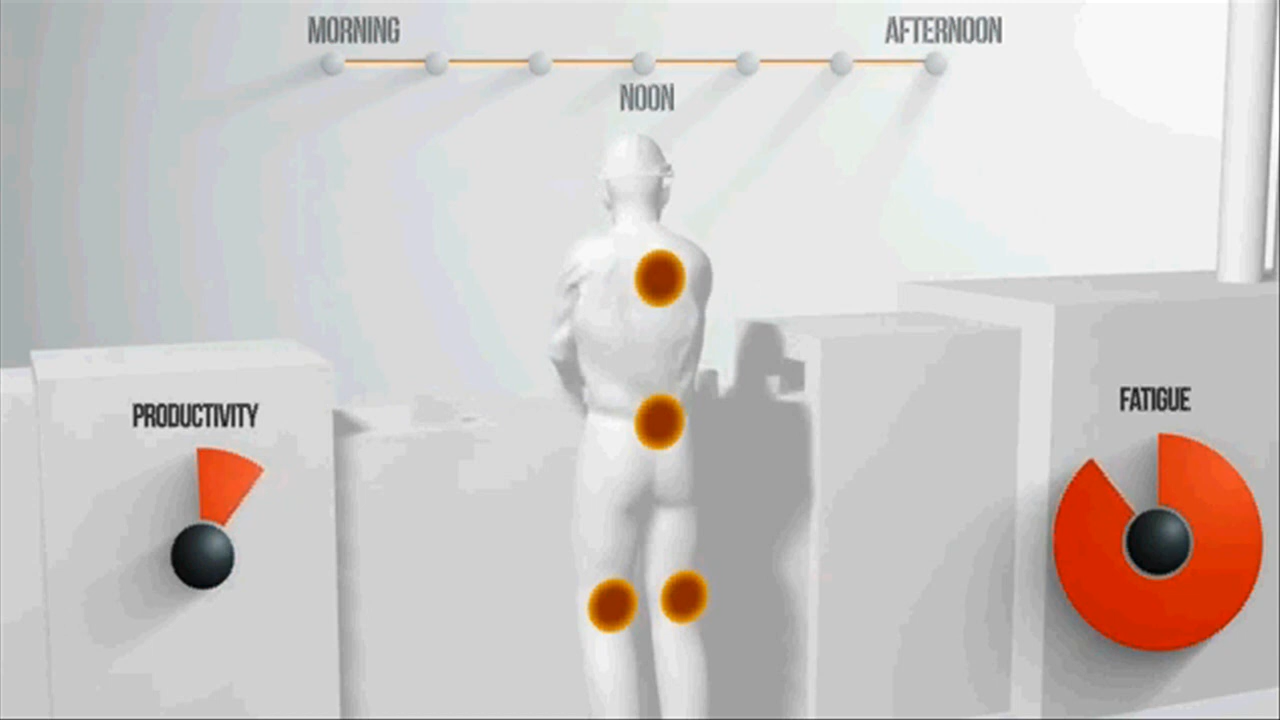 MORNING
AFTERNOON
NOON
PRODUCTIVITY
FATIGUE